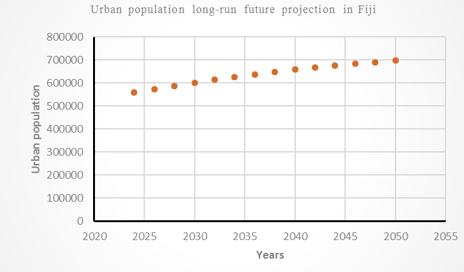 Urban population long-run future projection in Fiji
800000
700000
600000
500000
400000
300000
200000
100000
0
Urban population
2020 2025 2030 2035 2040 2045 2050 2055
Years